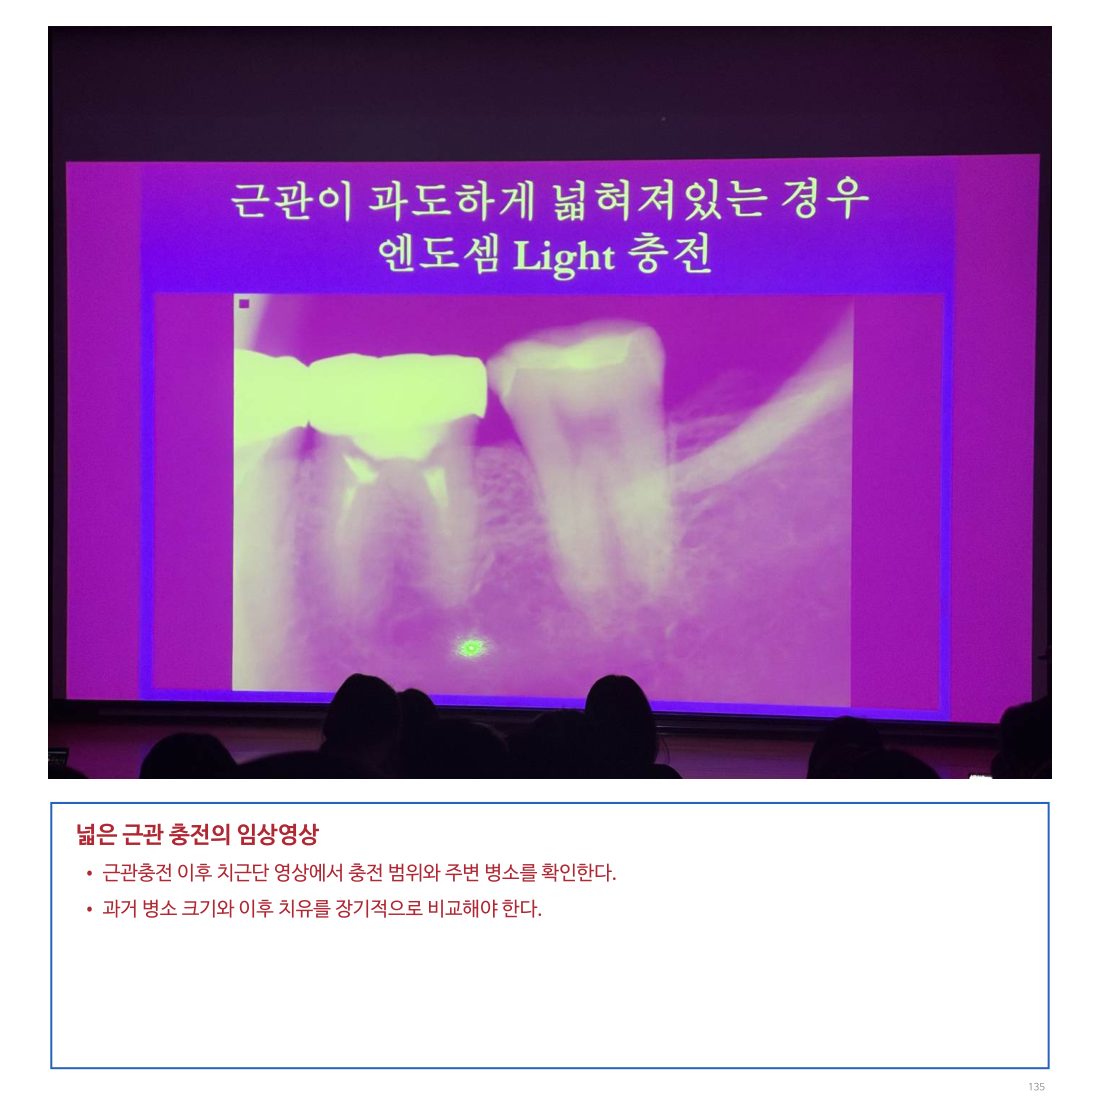 근관이 과도하게 넓혀져있는 경우
엔도셈 Light 충전
넓은 근관 충전의 임상영상
• 근관충전 이후 치근단 영상에서 충전 범위와 주변 병소를 확인한다.
• 과거 병소 크기와 이후 치유를 장기적으로 비교해야 한다.
135